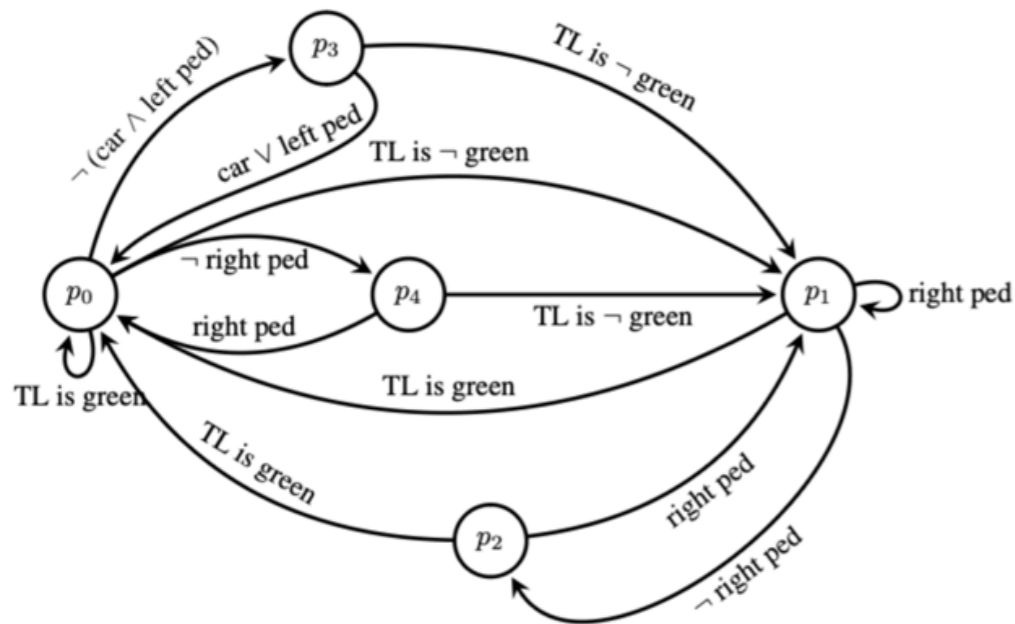 p3
¬ (car ∧ left ped)
TL is ¬ green
car ∨ left ped
TL is ¬ green
¬ right ped
p0
p4
p1
right ped
TL is ¬ green
right ped
TL is green
TL is green
TL is green
right ped
p2
¬ right ped